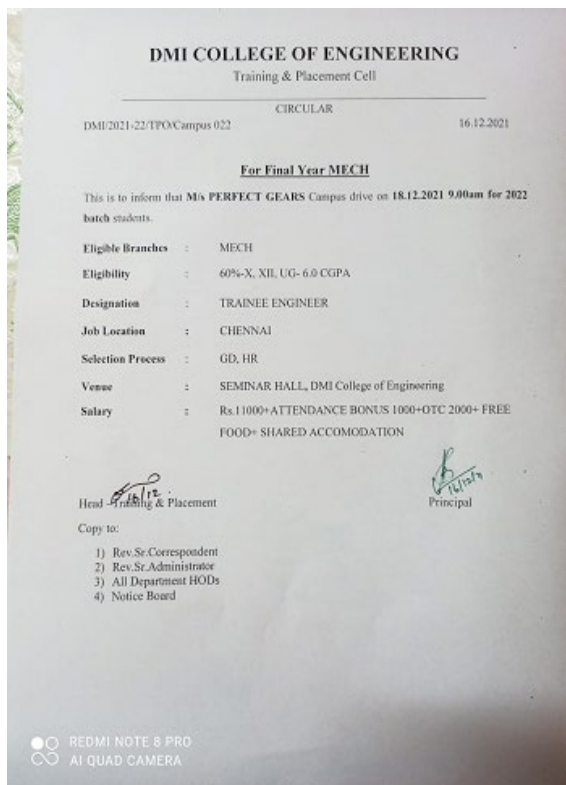 DMI COLLEGE OF ENGINEERING
Training & Placement Cell
CIRCULAR
DMI/2021-22/TPO/Campus 022 16.12.2021
For Final Year MECH
This is to inform that M/s PERFECT GEARS Campus drive on 18.12.2021 9.00am for 2022
batch students.
Eligible Branches : MECH
Eligibility : 60%-X, XII, UG- 6.0 CGPA
Designation : TRAINEE ENGINEER
Job Location : CHENNAI
Selection Process : GD, HR
Venue : SEMINAR HALL, DMI College of Engineering
Salary : Rs.11000+ATTENDANCE BONUS 1000+OTC 2000+ FREE
FOOD+ SHARED ACCOMODATION
16/12 16/12/21
Head -Training & Placement Principal
Copy to:
1) Rev.Sr.Correspondent
2) Rev.Sr.Administrator
3) All Department HODs
4) Notice Board
REDMI NOTE 8 PRO
AI QUAD CAMERA